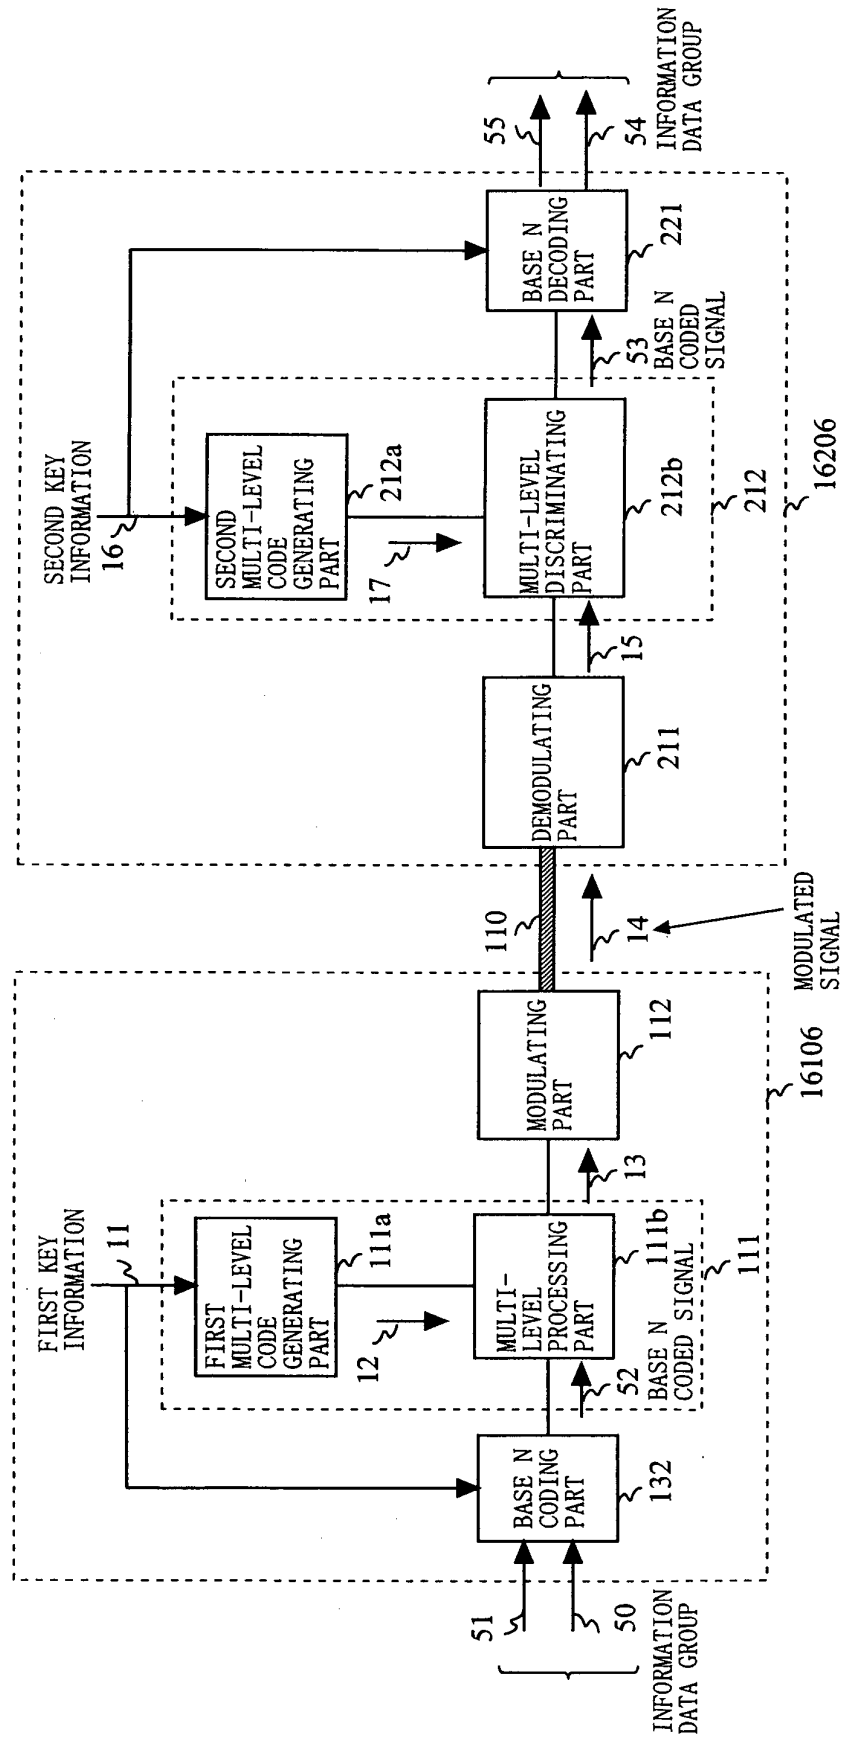 FIRST KEY
INFORMATION
11
FIRST
MULTI-LEVEL
CODE
GENERATING
PART
111a
12
51
50
INFORMATION
DATA GROUP
BASE N
CODING
PART
132
52
BASE N
CODED SIGNAL
MULTI-
LEVEL
PROCESSING
PART
111b
111
13
MODULATING
PART
112
16106
110
14
MODULATED
SIGNAL
SECOND KEY
INFORMATION
16
SECOND
MULTI-LEVEL
CODE
GENERATING
PART
212a
17
DEMODULATING
PART
211
15
MULTI-LEVEL
DISCRIMINATING
PART
212b
212
53
BASE N
CODED
SIGNAL
BASE N
DECODING
PART
221
16206
55
54
INFORMATION
DATA GROUP